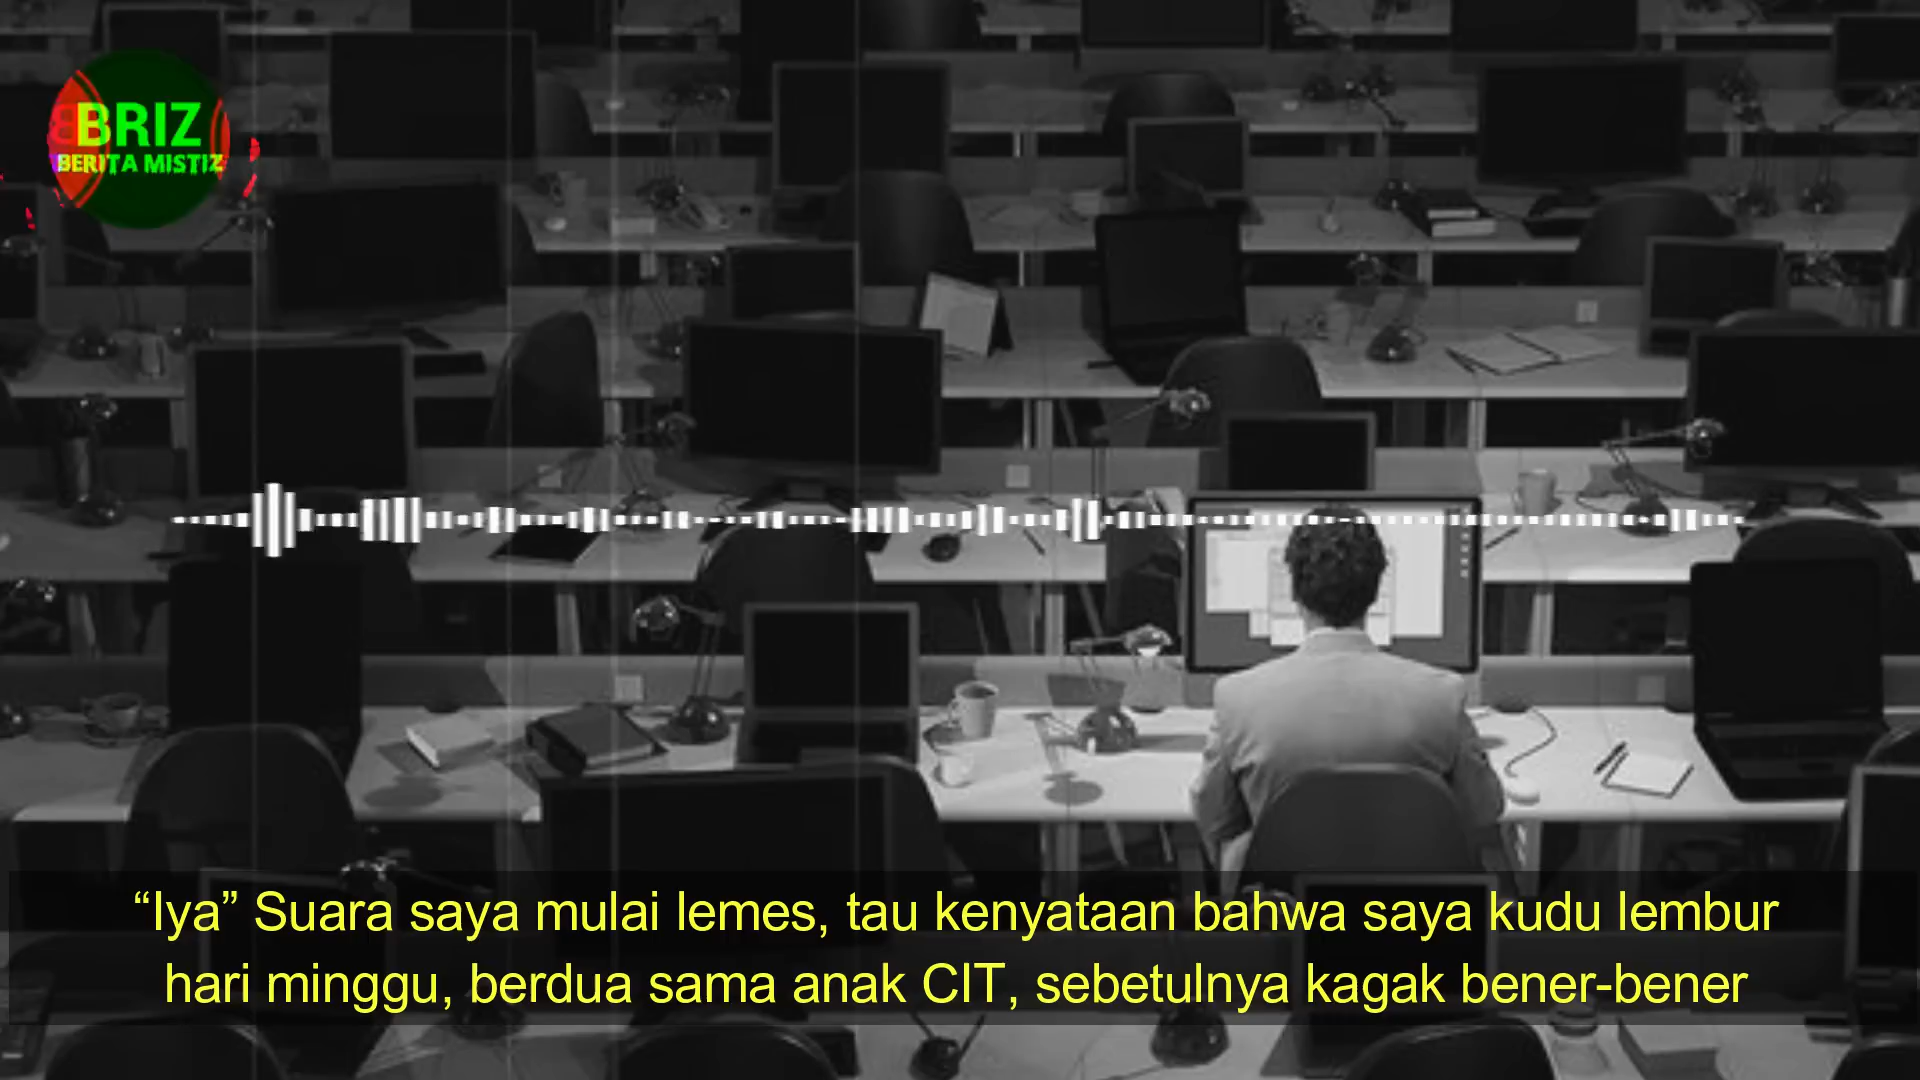 BRIZ
BERITA MISTIZ
“Iya” Suara saya mulai lemes, tau kenyataan bahwa saya kudu lembur
hari minggu, berdua sama anak CIT, sebetulnya kagak bener-bener